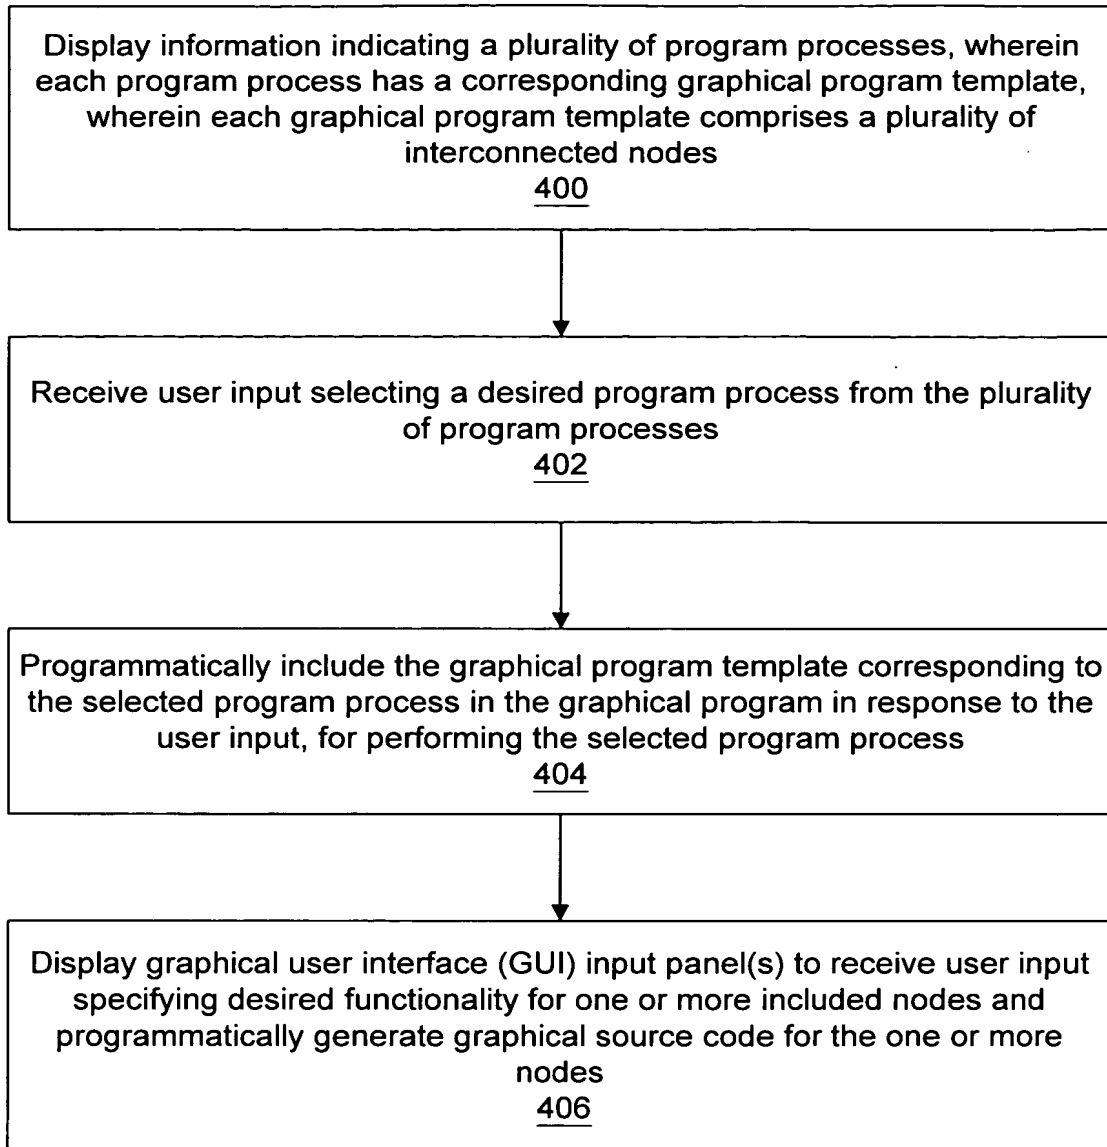 Display information indicating a plurality of program processes, wherein
each program process has a corresponding graphical program template,
wherein each graphical program template comprises a plurality of
interconnected nodes
400
Receive user input selecting a desired program process from the plurality
of program processes
402
Programmatically include the graphical program template corresponding to
the selected program process in the graphical program in response to the
user input, for performing the selected program process
404
Display graphical user interface (GUI) input panel(s) to receive user input
specifying desired functionality for one or more included nodes and
programmatically generate graphical source code for the one or more
nodes
406